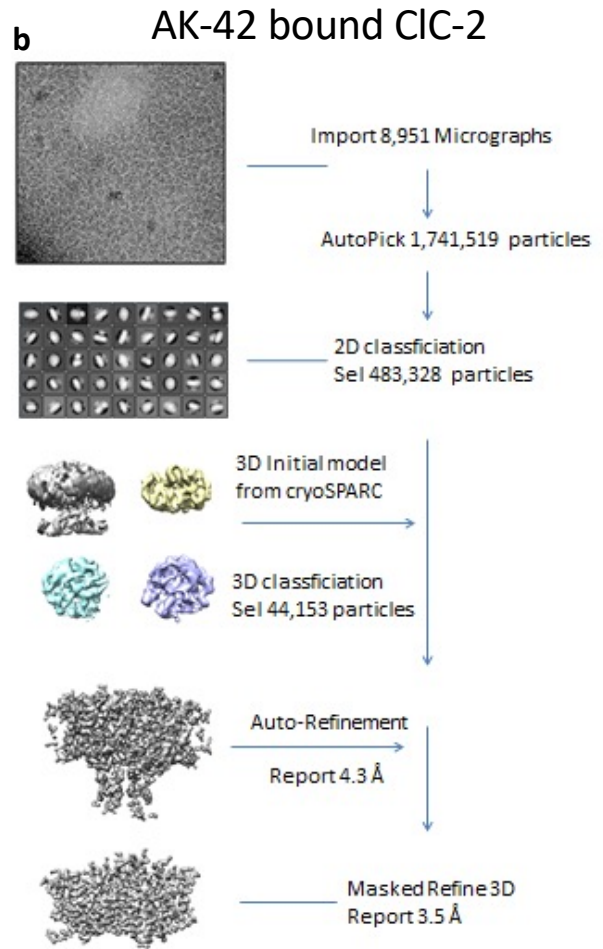 AK-42 bound ClC-2
b
Import 8,951 Micrographs
AutoPick 1,741,519 particles
2D classficiation
Sel 483,328 particles
3D Initial model
from cryoSPARC
3D classficiation
Sel 44,153 particles
Auto-Refinement
Report 4.3 Å
Masked Refine 3D
Report 3.5 Å